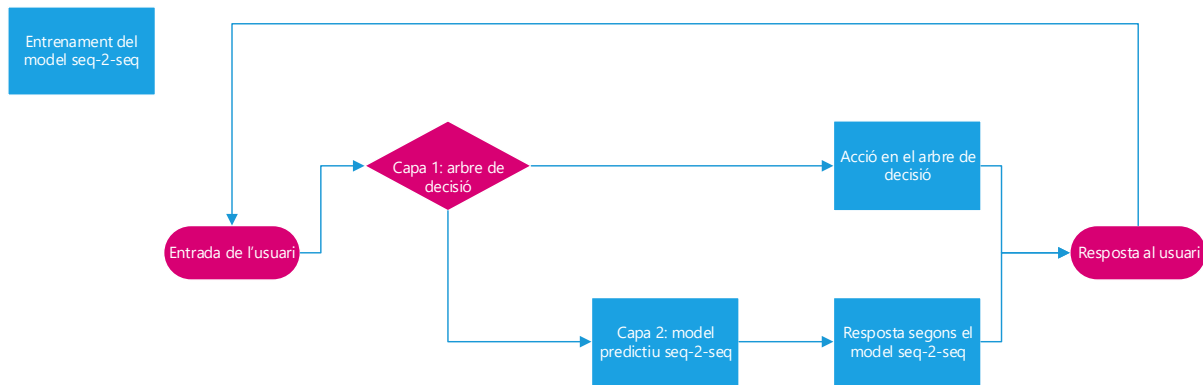 Entrenament del
model seq-2-seq
Capa 1: arbre de
decisió
Acció en el arbre de
decisió
Entrada de l'usuari
Resposta al usuari
Capa 2: model
predictiu seq-2-seq
Resposta segons el
model seq-2-seq